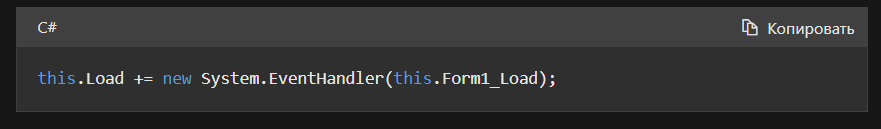 C#
Копировать
this.Load += new System.EventHandler(this.Form1_Load);